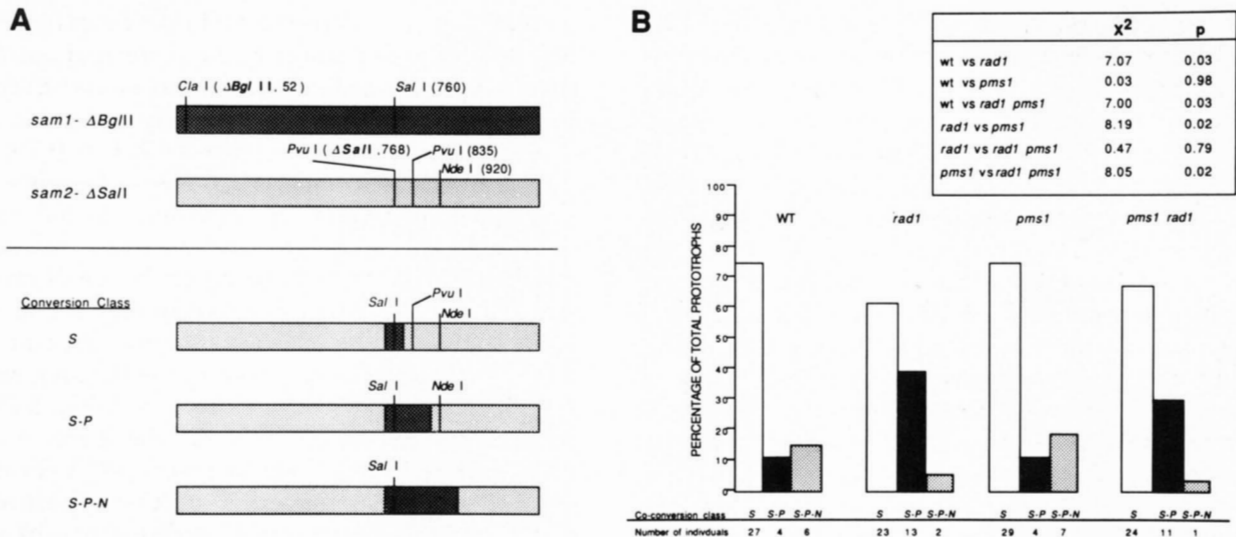 A
Cla I ( ΔBgl II, 52)
Sal I (760)
sam1- ΔBglII
Pvu I ( ΔSalI ,768)
Pvu I (835)
Nde I (920)
sam2- ΔSalI
Conversion Class
Sal I
Pvu I
Nde I
S
Sal I
Nde I
S-P
Sal I
S-P-N
B
X² p
wt vs rad1 7.07 0.03
wt vs pms1 0.03 0.98
wt vs rad1 pms1 7.00 0.03
rad1 vs pms1 8.19 0.02
rad1 vs rad1 pms1 0.47 0.79
pms1 vs rad1 pms1 8.05 0.02
PERCENTAGE OF TOTAL PROTOTROPHS
100
90
80
70
60
50
40
30
20
10
0
WT rad1 pms1 pms1 rad1
Co-conversion class S S-P S-P-N S S-P S-P-N S S-P S-P-N S S-P S-P-N
Number of indivduals 27 4 6 23 13 2 29 4 7 24 11 1